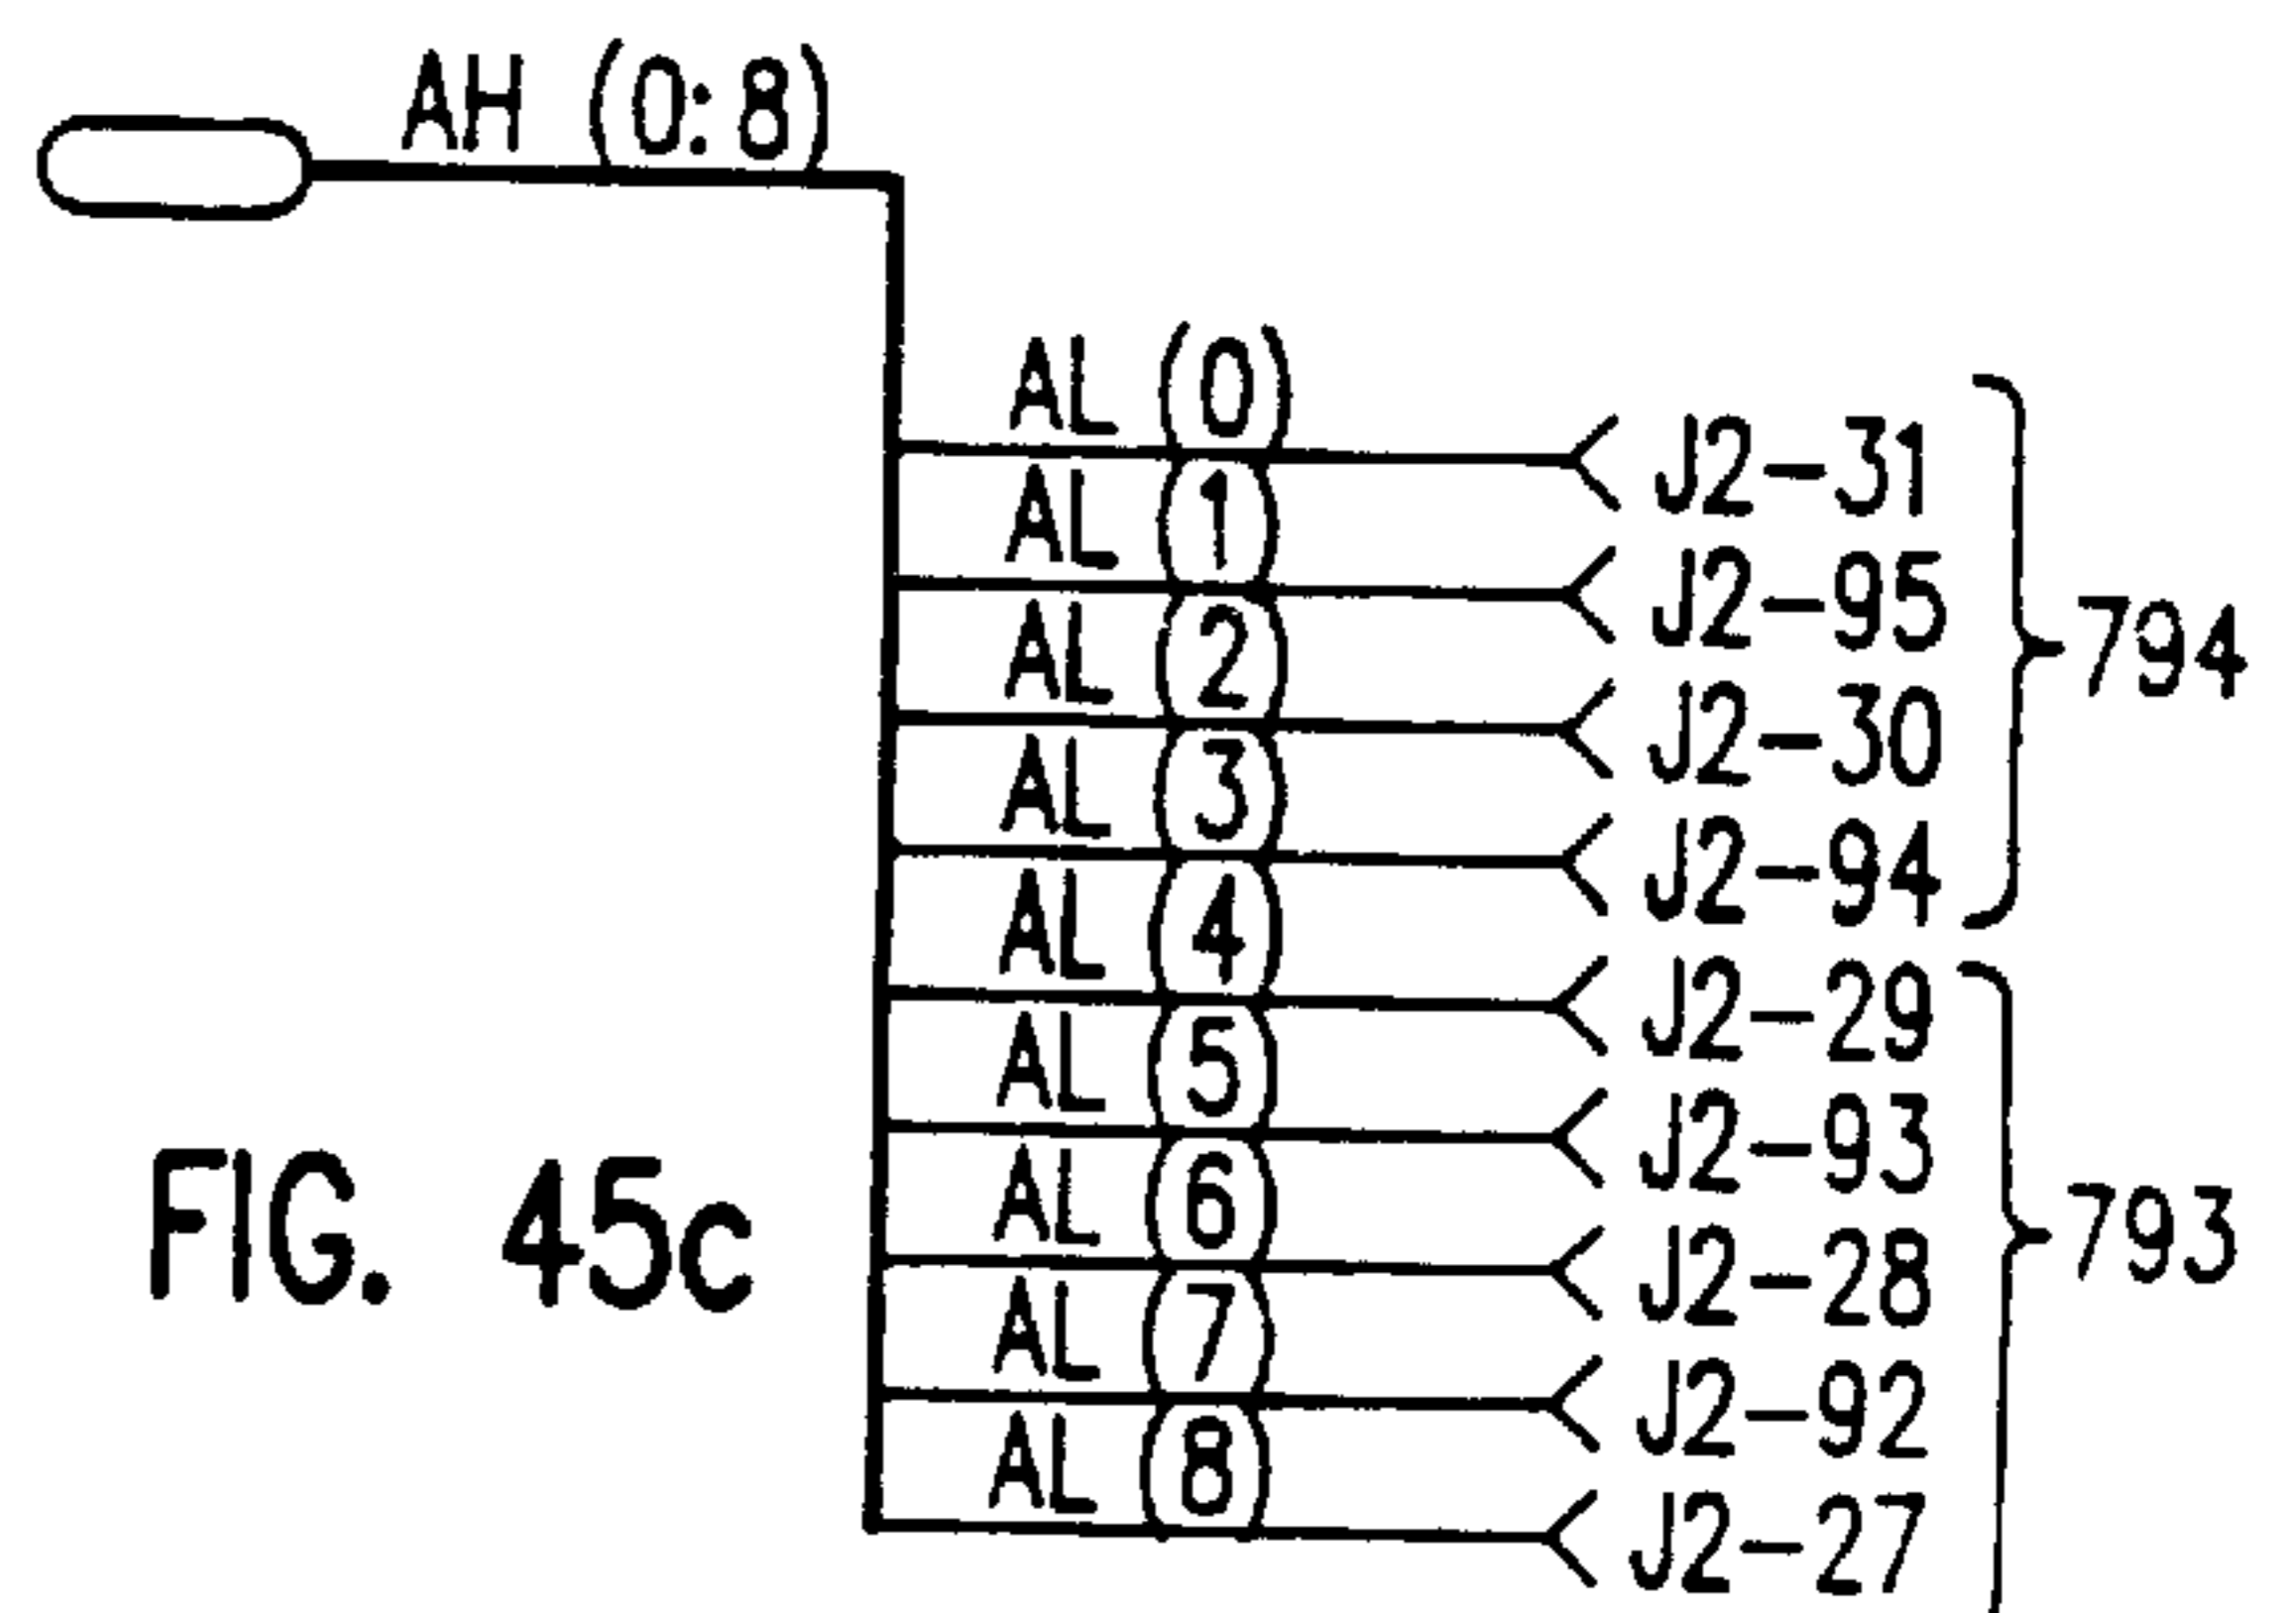 AH (0:8)
AL (0) J2-31
AL (1) J2-95
AL (2) J2-30
794
AL (3) J2-94
AL (4) J2-29
AL (5) J2-93
FIG. 45c
793
AL (6) J2-28
AL (7) J2-92
AL (8) J2-27